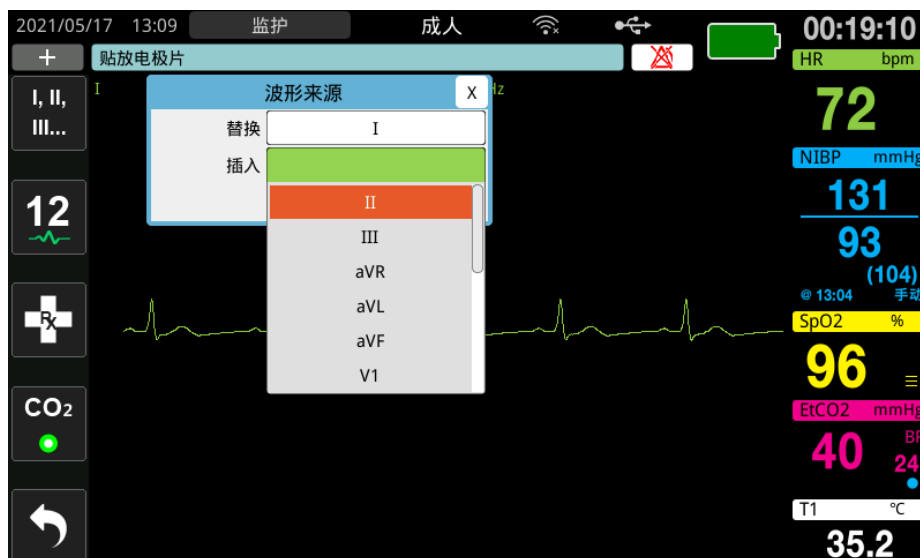 2021/05/17 13:09 监护 成人 00:19:10
+ 贴放电极片 HR bpm
I, II,
III...
I Hz
波形来源 X
替换 I
插入
II
III
aVR
aVL
aVF
V1
12
Rx
CO2
72
NIBP mmHg
131
93
(104)
@ 13:04 手动
SpO2 %
96
EtCO2 mmHg
40
24
T1 °C
35.2